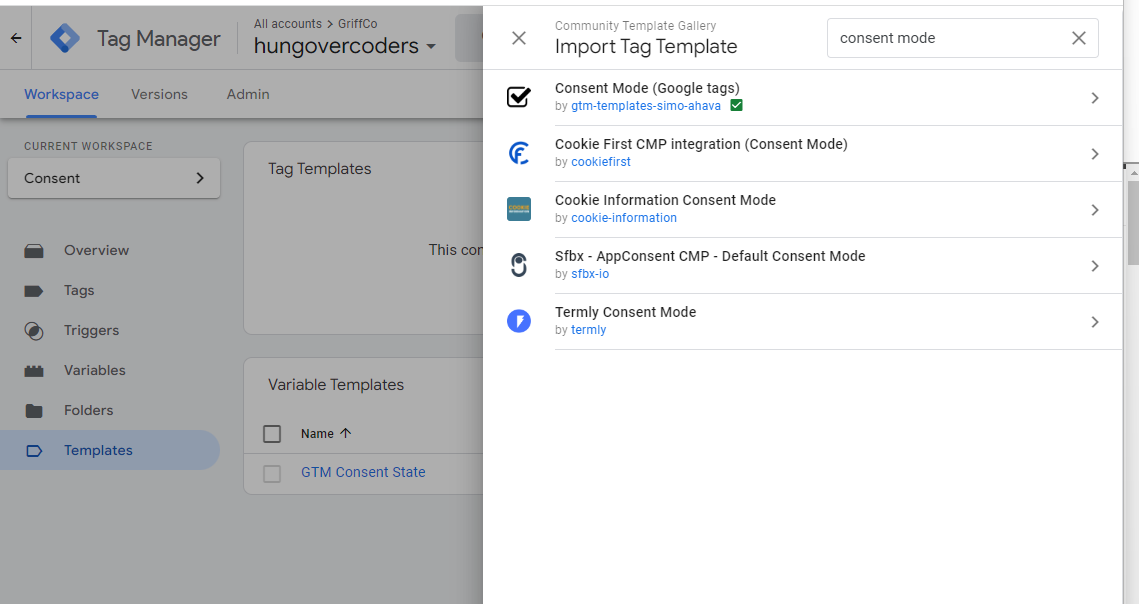 Tag Manager
All accounts > GriffCo
hungovercoders
Workspace
Versions
Admin
CURRENT WORKSPACE
Consent
Overview
Tags
Triggers
Variables
Folders
Templates
Tag Templates
This con
Variable Templates
Name
GTM Consent State
Community Template Gallery
Import Tag Template
consent mode
Consent Mode (Google tags)
by gtm-templates-simo-ahava
Cookie First CMP integration (Consent Mode)
by cookiefirst
Cookie Information Consent Mode
by cookie-information
Sfbx - AppConsent CMP - Default Consent Mode
by sfbx-io
Termly Consent Mode
by termly